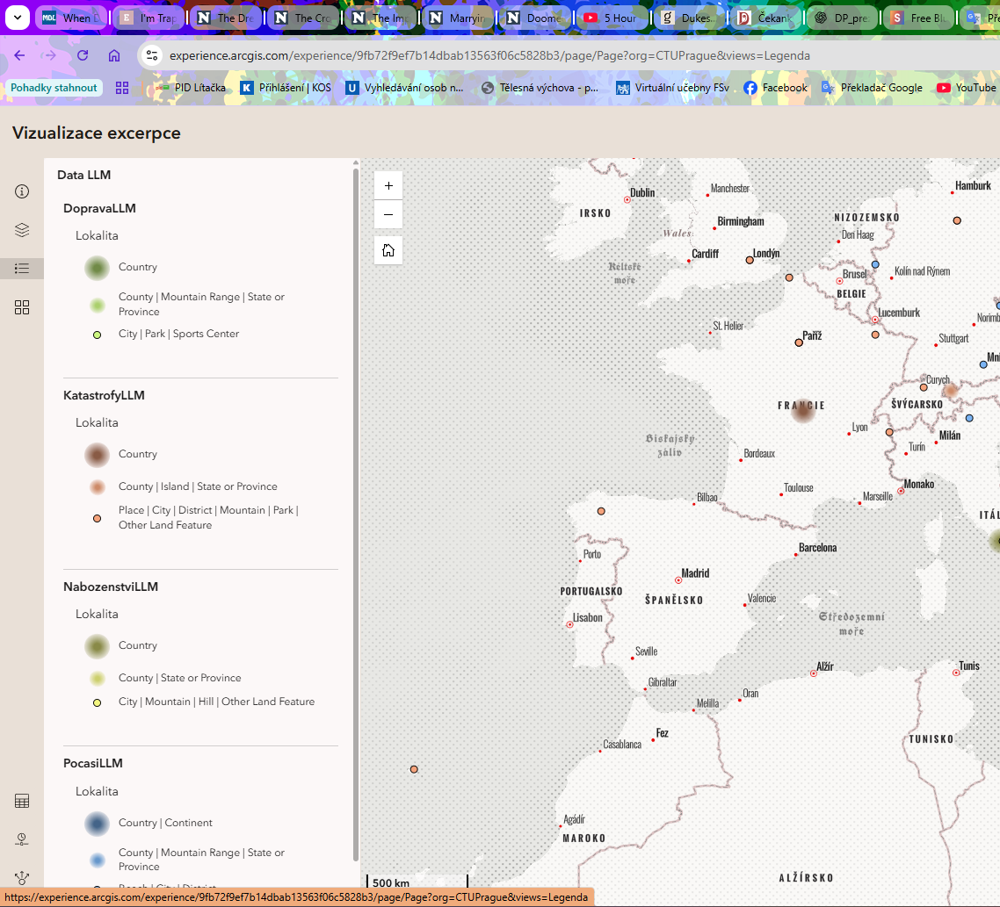 When D
I'm Trap
The Dre
The Cro
The Imp
Marryin
Doome
5 Hour
Dukes
Čekank
DP_pre
Free Bl
Pře
experience.arcgis.com/experience/9fb72f9ef7b14dbab13563f06c5828b3/page/Page?org=CTUPrague&views=Legenda
Pohadky stahnout
PID Lítačka
Přihlášení | KOS
Vyhledávání osob n...
Tělesná výchova - p...
Virtuální učebny FSv
Facebook
Překladač Google
YouTube
Vizualizace excerpce
Data LLM
DopravaLLM
Lokalita
Country
County | Mountain Range | State or
Province
City | Park | Sports Center
KatastrofyLLM
Lokalita
Country
County | Island | State or Province
Place | City | District | Mountain | Park |
Other Land Feature
NabozenstviLLM
Lokalita
Country
County | State or Province
City | Mountain | Hill | Other Land Feature
PocasiLLM
Lokalita
Country | Continent
County | Mountain Range | State or
Province
+
−
Hamburk
Dublin
Manchester
IRSKO
NIZOZEMSKO
Birmingham
Wales
Den Haag
Cardiff
Londýn
Keltské
moře
Brusel
Kolín nad Rýnem
BELGIE
Lucemburk
Norimb
St. Helier
Paříž
Stuttgart
Mni
Curych
FRANCIE
ŠVÝCARSKO
Lyon
Milán
Biskajský
záliv
Turín
Bordeaux
Toulouse
Monako
Bilbao
Marseille
ITÁL
Barcelona
Porto
Madrid
PORTUGALSKO
ŠPANĚLSKO
Valencie
Lisabon
Středozemní
moře
Seville
Alžír
Tunis
Gibraltar
Oran
Melilla
Fez
Casablanca
TUNISKO
Agádír
MAROKO
ALŽÍRSKO
500 km
https://experience.arcgis.com/experience/9fb72f9ef7b14dbab13563f06c5828b3/page/Page?org=CTUPrague&views=Legenda